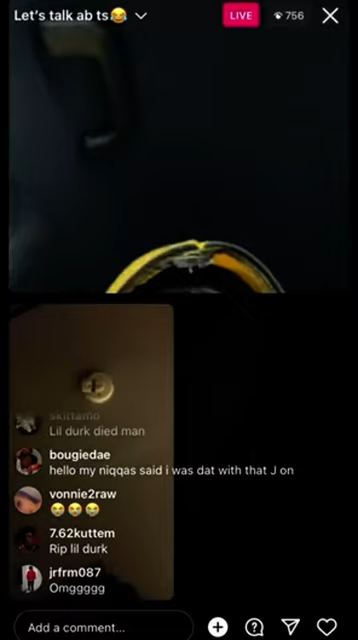 Let's talk ab ts😂
LIVE
756
skittamo
Lil durk died man
bougiedae
hello my niqqas said i was dat with that J on
vonnie2raw
😭😭😭
7.62kuttem
Rip lil durk
jrfrm087
Omggggg
Add a comment...